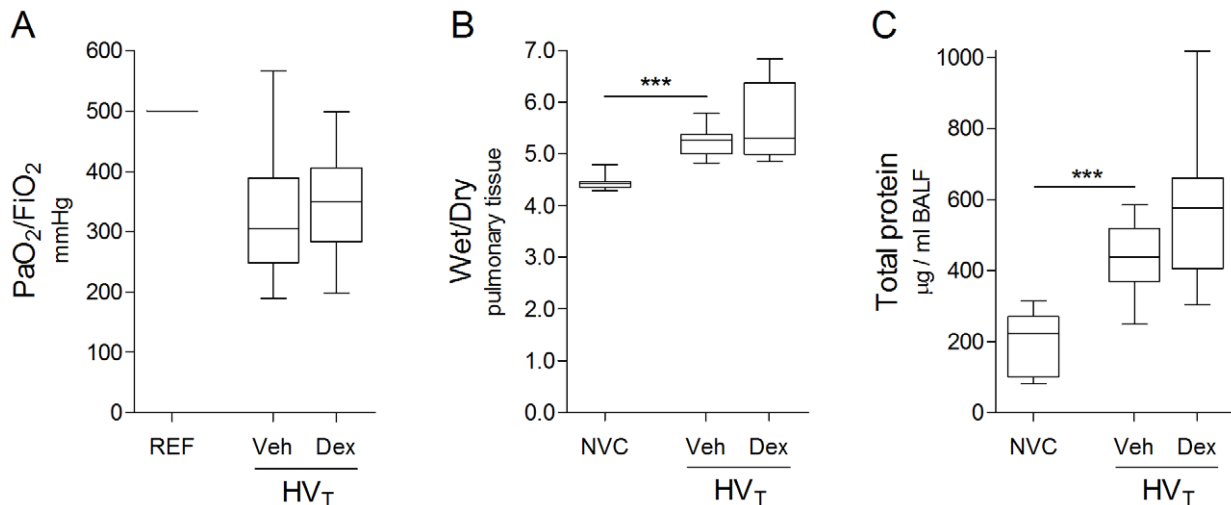 A
PaO2/FiO2
mmHg
600
500
400
300
200
100
0
REF
Veh
Dex
HVT
B
Wet/Dry
pulmonary tissue
7.0
6.0
5.0
4.0
3.0
2.0
1.0
0.0
***
NVC
Veh
Dex
HVT
C
Total protein
µg / ml BALF
1000
800
600
400
200
0
***
NVC
Veh
Dex
HVT